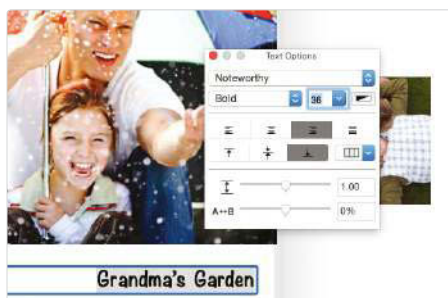 Text Options
Noteworthy
Bold 36
1.00
A↔B 0%
Grandma's Garden